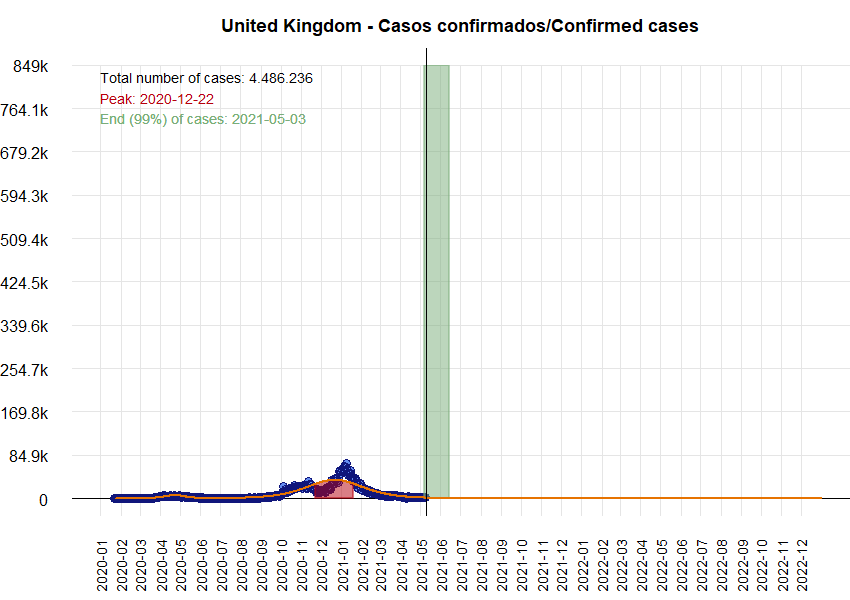 United Kingdom - Casos confirmados/Confirmed cases
849k
764.1k
679.2k
594.3k
509.4k
424.5k
339.6k
254.7k
169.8k
84.9k
0
Total number of cases: 4.486.236
Peak: 2020-12-22
End (99%) of cases: 2021-05-03
2020-01
2020-02
2020-03
2020-04
2020-05
2020-06
2020-07
2020-08
2020-09
2020-10
2020-11
2020-12
2021-01
2021-02
2021-03
2021-04
2021-05
2021-06
2021-07
2021-08
2021-09
2021-10
2021-11
2021-12
2022-01
2022-02
2022-03
2022-04
2022-05
2022-06
2022-07
2022-08
2022-09
2022-10
2022-11
2022-12